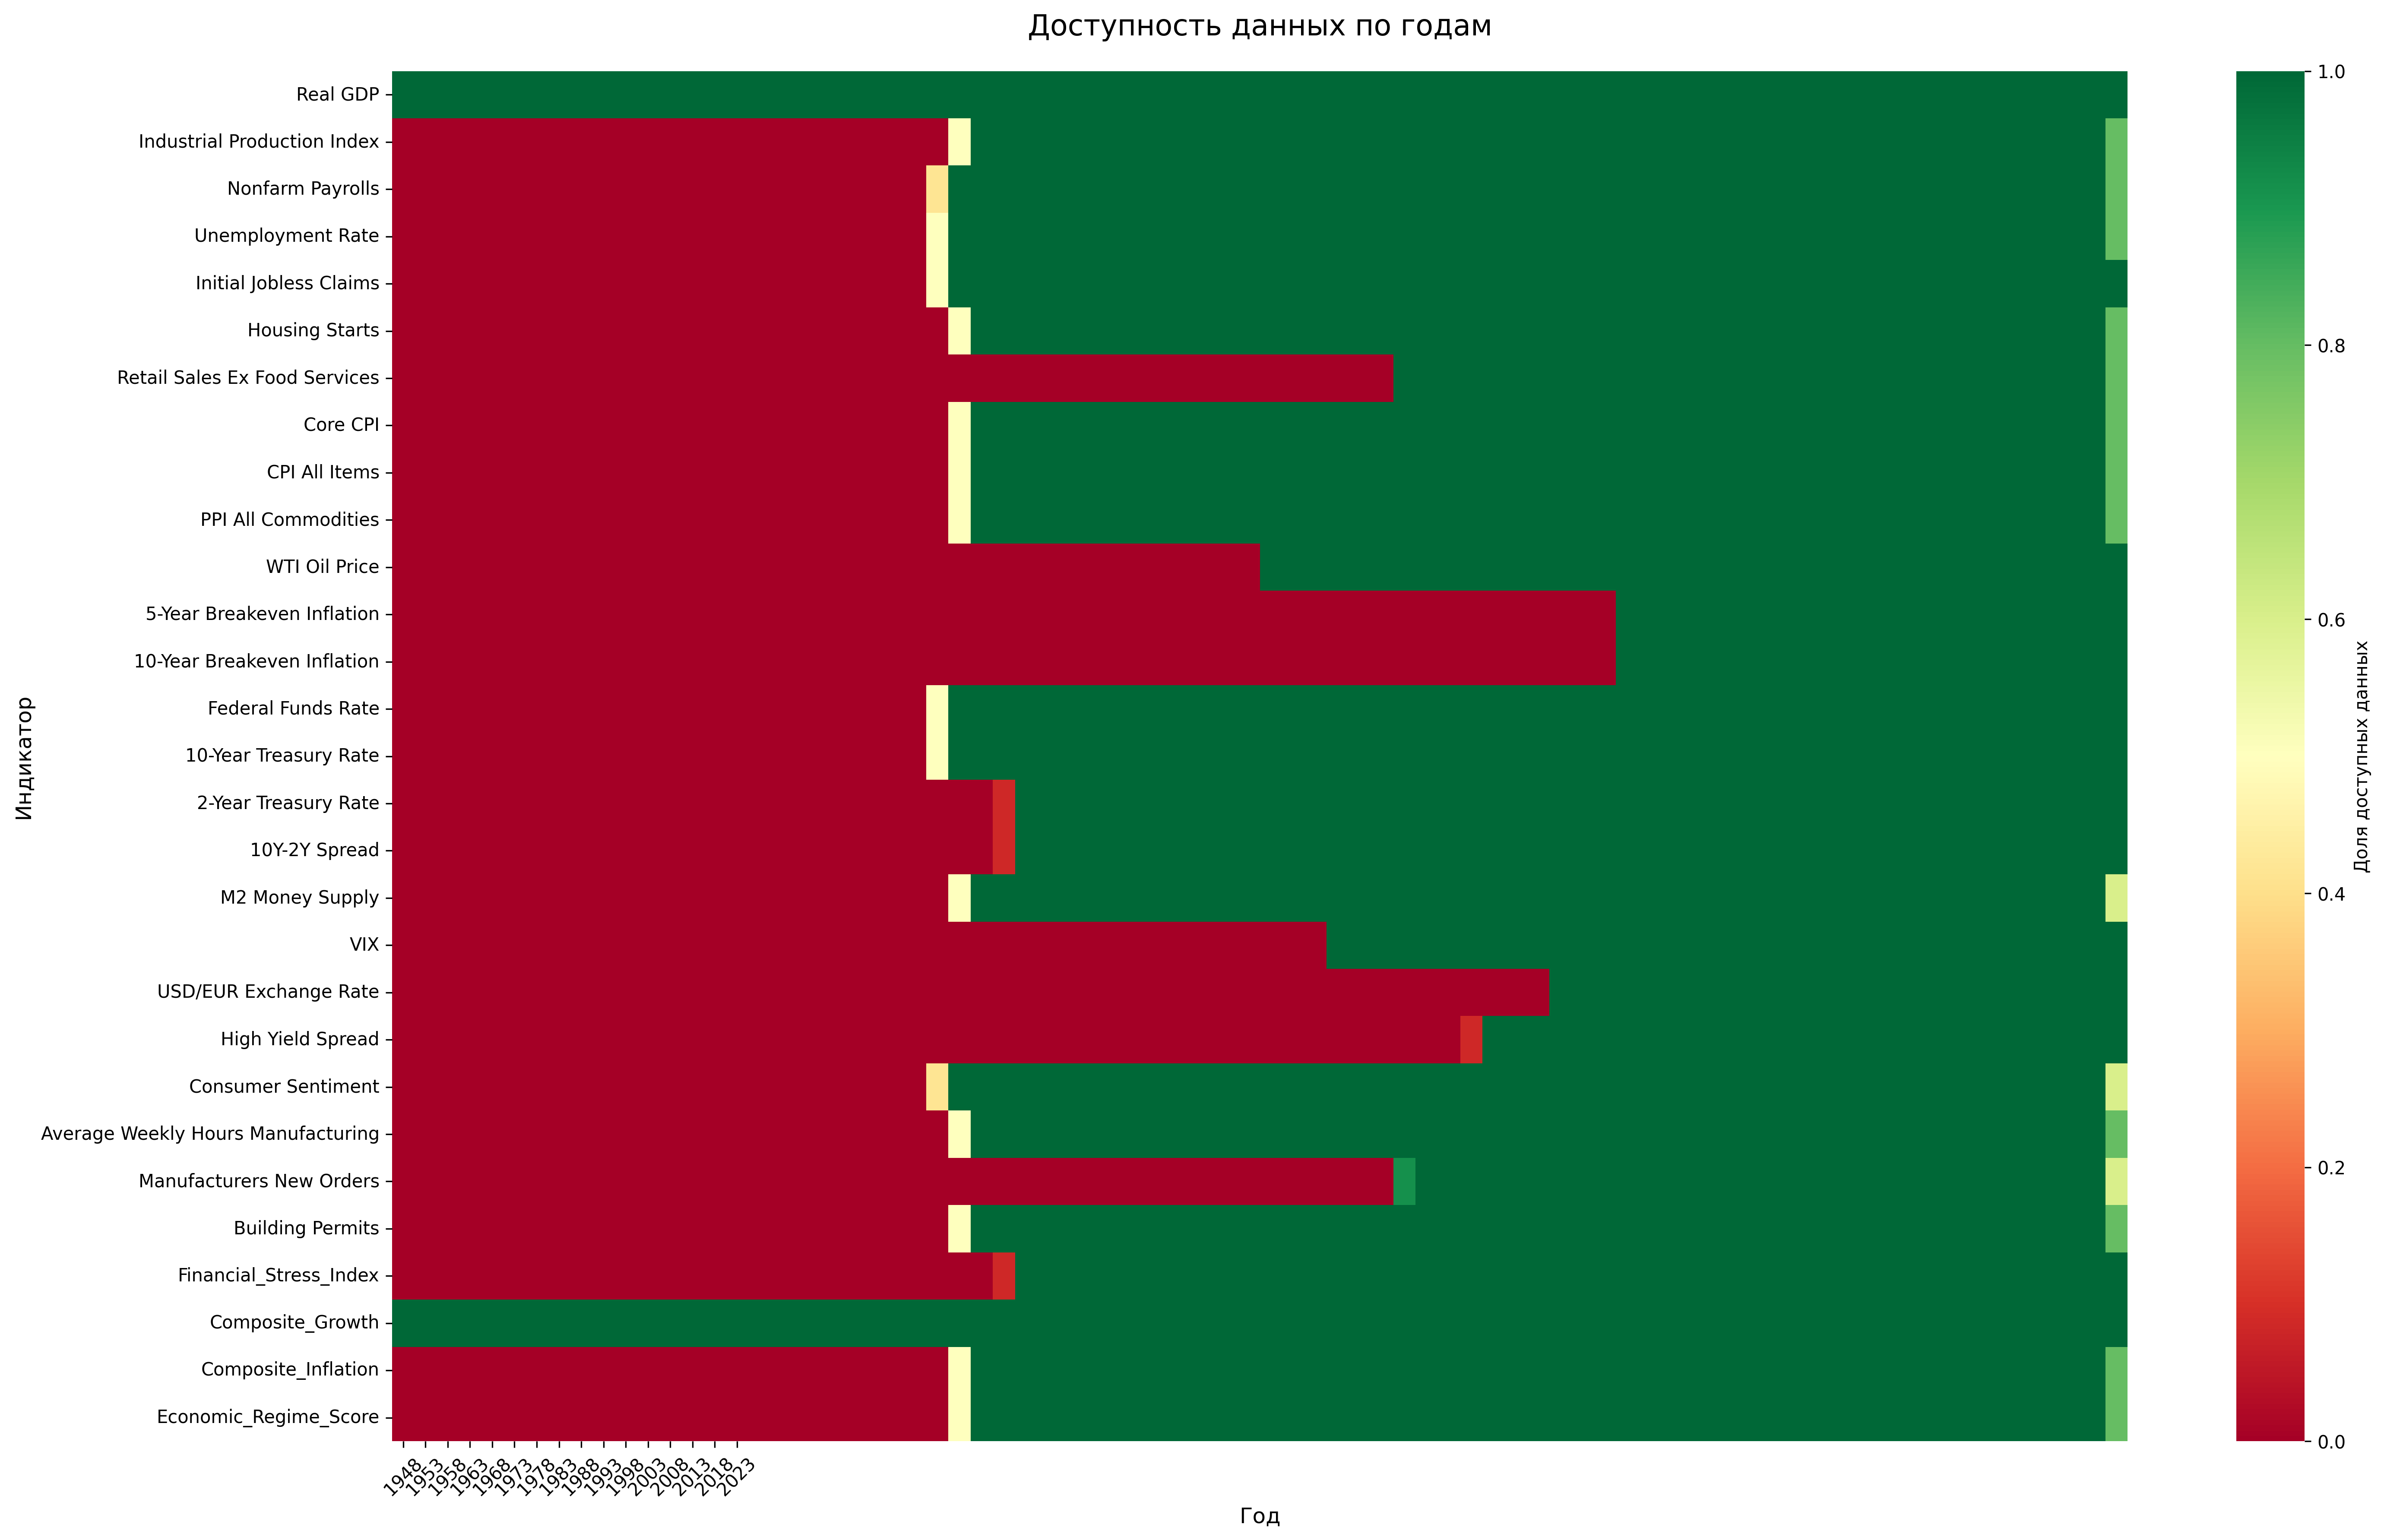 Доступность данных по годам
Индикатор
Real GDP
Industrial Production Index
Nonfarm Payrolls
Unemployment Rate
Initial Jobless Claims
Housing Starts
Retail Sales Ex Food Services
Core CPI
CPI All Items
PPI All Commodities
WTI Oil Price
5-Year Breakeven Inflation
10-Year Breakeven Inflation
Federal Funds Rate
10-Year Treasury Rate
2-Year Treasury Rate
10Y-2Y Spread
M2 Money Supply
VIX
USD/EUR Exchange Rate
High Yield Spread
Consumer Sentiment
Average Weekly Hours Manufacturing
Manufacturers New Orders
Building Permits
Financial_Stress_Index
Composite_Growth
Composite_Inflation
Economic_Regime_Score
1948
1953
1958
1963
1968
1973
1978
1983
1988
1993
1998
2003
2008
2013
2018
2023
Год
1.0
0.8
0.6
0.4
0.2
0.0
Доля доступных данных